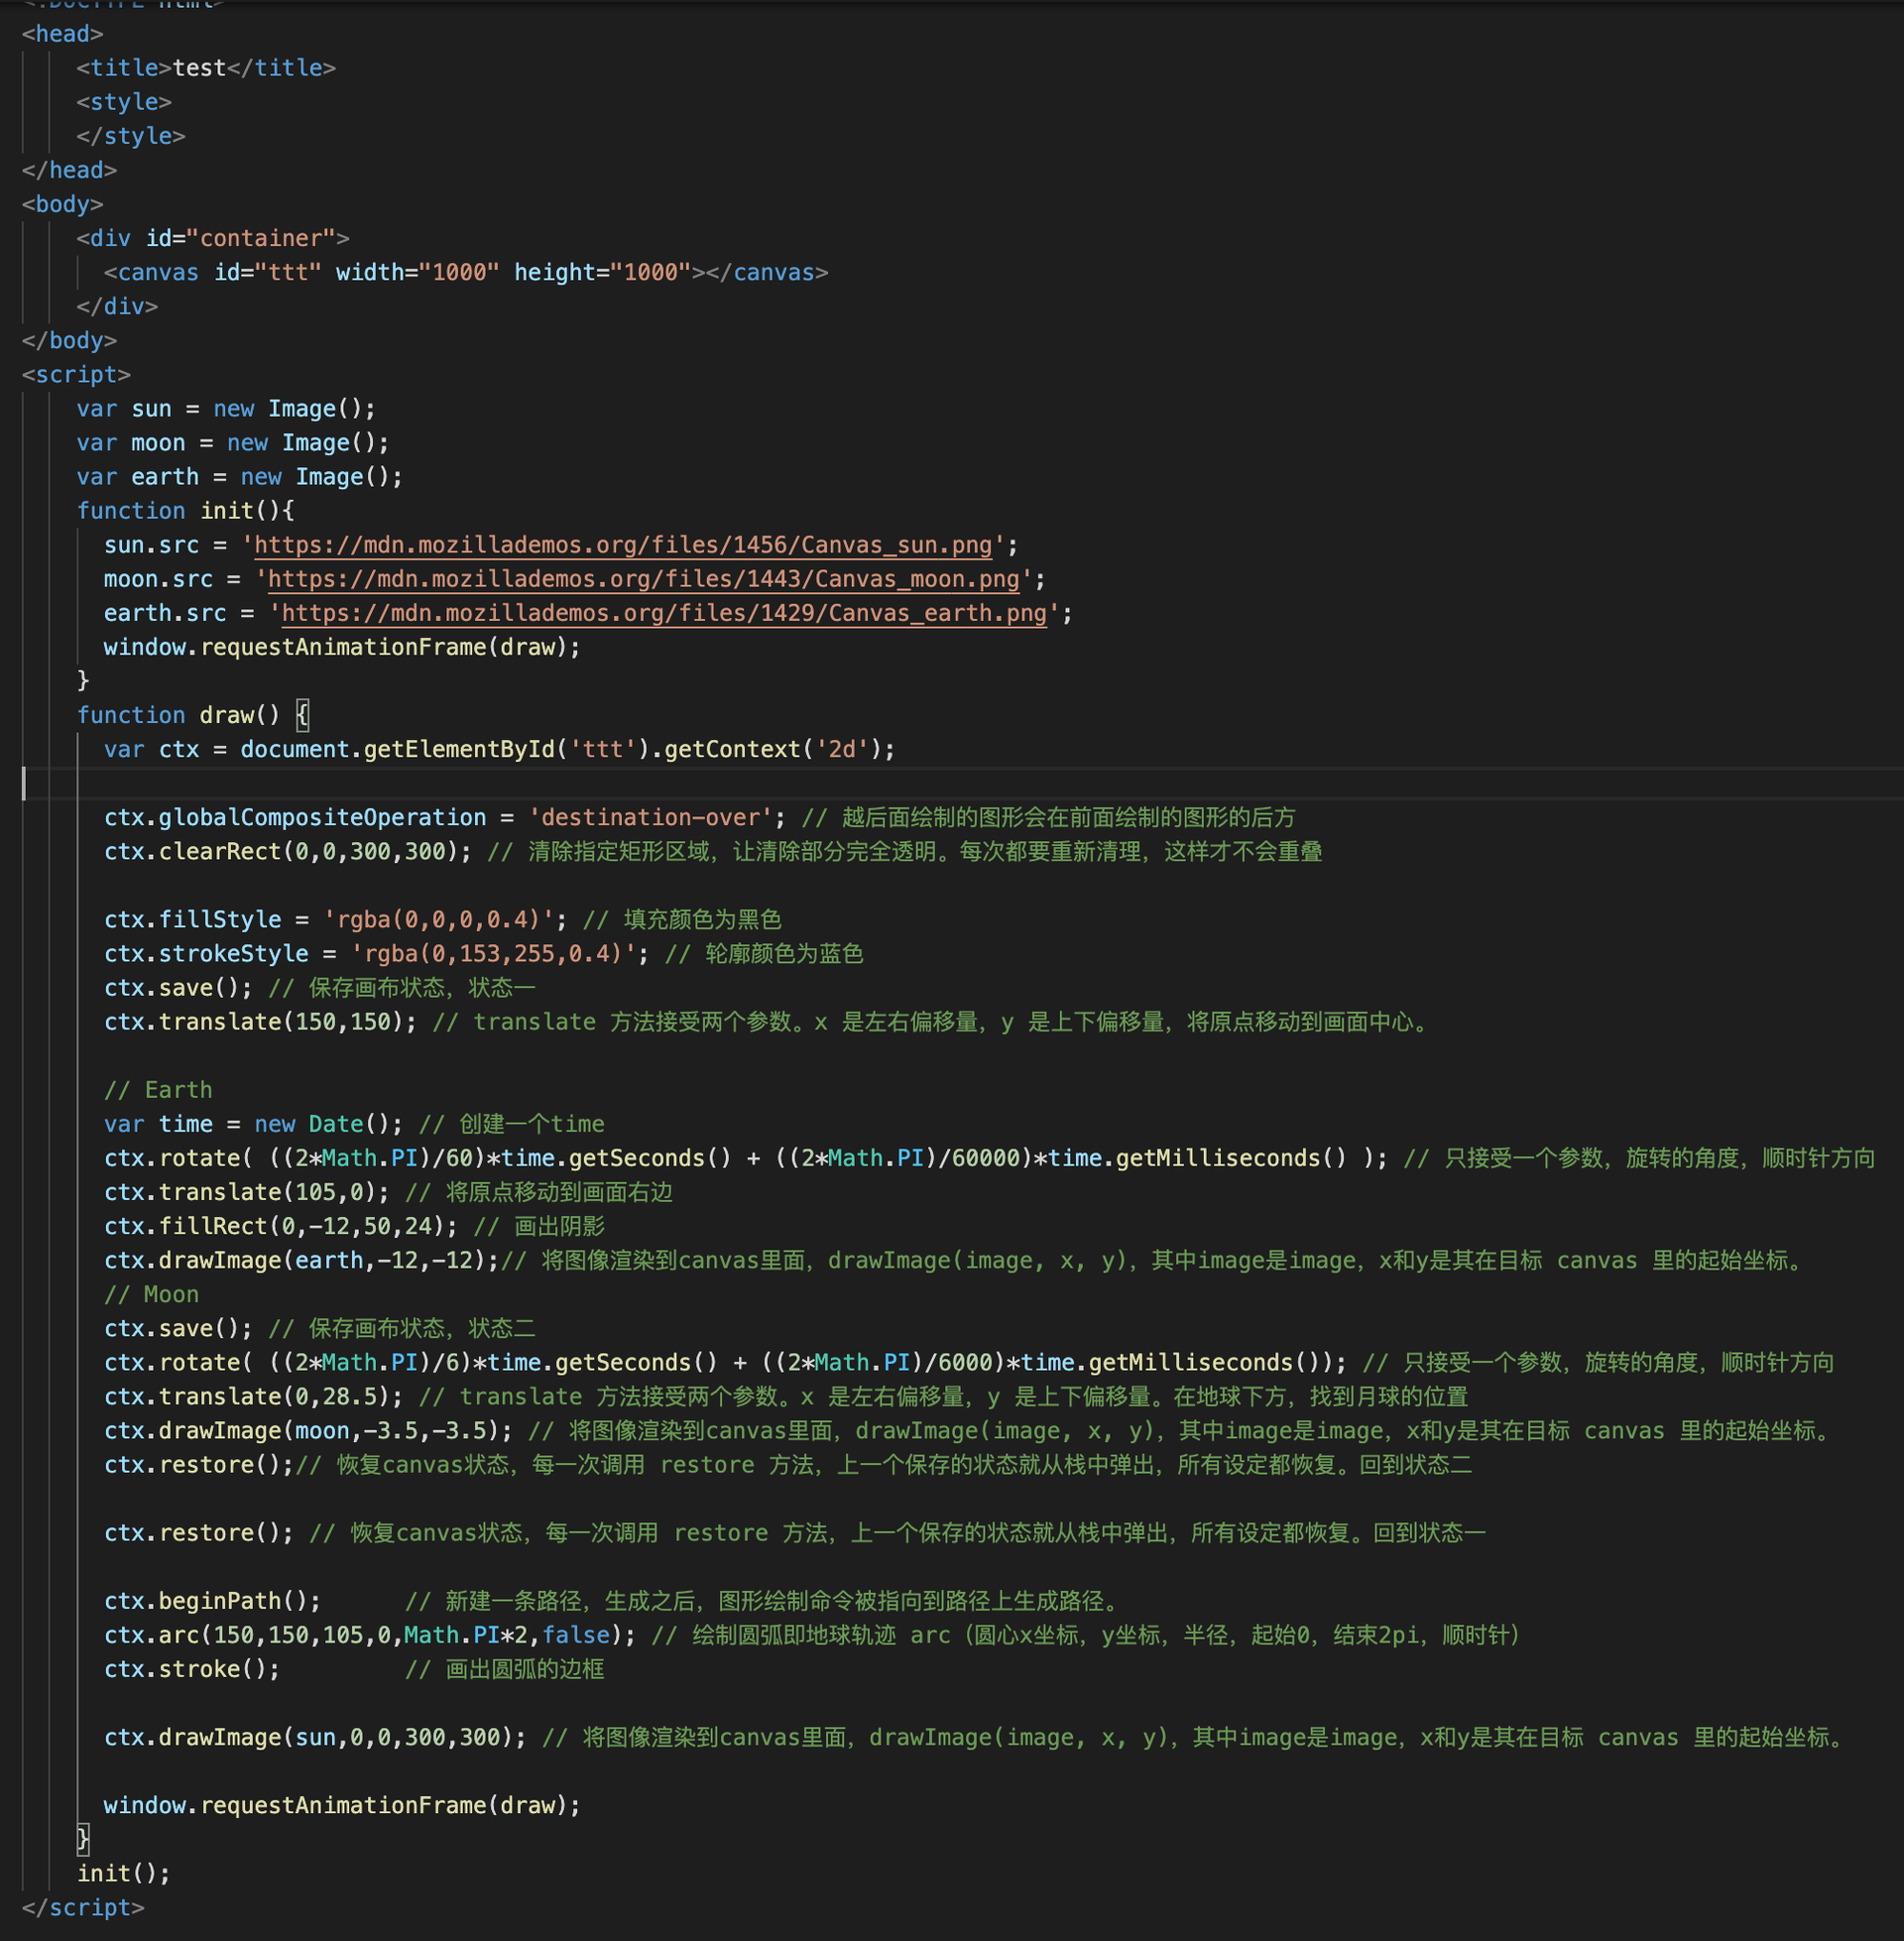 <!DOCTYPE html>
<head>
<title>test</title>
<style>
</style>
</head>
<body>
<div id="container">
<canvas id="ttt" width="1000" height="1000"></canvas>
</div>
</body>
<script>
var sun = new Image();
var moon = new Image();
var earth = new Image();
function init(){
sun.src = 'https://mdn.mozillademos.org/files/1456/Canvas_sun.png';
moon.src = 'https://mdn.mozillademos.org/files/1443/Canvas_moon.png';
earth.src = 'https://mdn.mozillademos.org/files/1429/Canvas_earth.png';
window.requestAnimationFrame(draw);
}
function draw() {
var ctx = document.getElementById('ttt').getContext('2d');
ctx.globalCompositeOperation = 'destination-over'; // 越后面绘制的图形会在前面绘制的图形的后方
ctx.clearRect(0,0,300,300); // 清除指定矩形区域，让清除部分完全透明。每次都要重新清理，这样才不会重叠
ctx.fillStyle = 'rgba(0,0,0,0.4)'; // 填充颜色为黑色
ctx.strokeStyle = 'rgba(0,153,255,0.4)'; // 轮廓颜色为蓝色
ctx.save(); // 保存画布状态，状态一
ctx.translate(150,150); // translate 方法接受两个参数。x 是左右偏移量，y 是上下偏移量，将原点移动到画面中心。
// Earth
var time = new Date(); // 创建一个time
ctx.rotate( ((2*Math.PI)/60)*time.getSeconds() + ((2*Math.PI)/60000)*time.getMilliseconds() ); // 只接受一个参数，旋转的角度，顺时针方向
ctx.translate(105,0); // 将原点移动到画面右边
ctx.fillRect(0,-12,50,24); // 画出阴影
ctx.drawImage(earth,-12,-12);// 将图像渲染到canvas里面，drawImage(image, x, y)，其中image是image，x和y是其在目标 canvas 里的起始坐标。
// Moon
ctx.save(); // 保存画布状态，状态二
ctx.rotate( ((2*Math.PI)/6)*time.getSeconds() + ((2*Math.PI)/6000)*time.getMilliseconds()); // 只接受一个参数，旋转的角度，顺时针方向
ctx.translate(0,28.5); // translate 方法接受两个参数。x 是左右偏移量，y 是上下偏移量。在地球下方，找到月球的位置
ctx.drawImage(moon,-3.5,-3.5); // 将图像渲染到canvas里面，drawImage(image, x, y)，其中image是image，x和y是其在目标 canvas 里的起始坐标。
ctx.restore();// 恢复canvas状态，每一次调用 restore 方法，上一个保存的状态就从栈中弹出，所有设定都恢复。回到状态二
ctx.restore(); // 恢复canvas状态，每一次调用 restore 方法，上一个保存的状态就从栈中弹出，所有设定都恢复。回到状态一
ctx.beginPath();      // 新建一条路径，生成之后，图形绘制命令被指向到路径上生成路径。
ctx.arc(150,150,105,0,Math.PI*2,false); // 绘制圆弧即地球轨迹 arc（圆心x坐标，y坐标，半径，起始0，结束2pi，顺时针）
ctx.stroke();         // 画出圆弧的边框
ctx.drawImage(sun,0,0,300,300); // 将图像渲染到canvas里面，drawImage(image, x, y)，其中image是image，x和y是其在目标 canvas 里的起始坐标。
window.requestAnimationFrame(draw);
}
init();
</script>